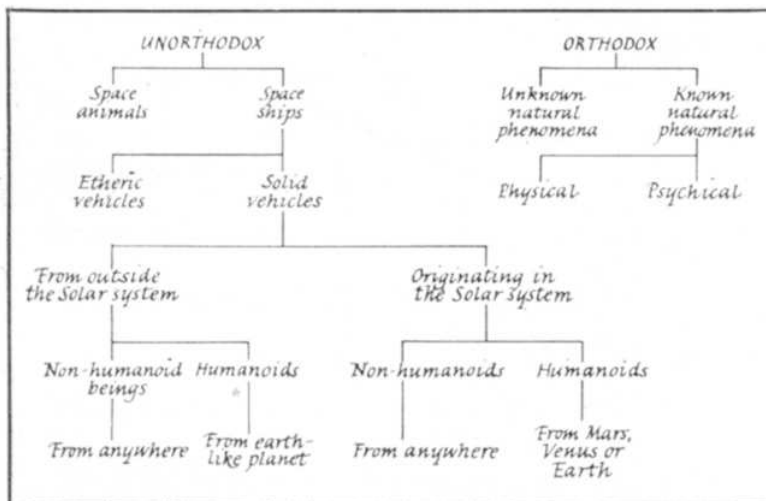 UNORTHODOX
ORTHODOX
Space
animals
Space
ships
Unknown
natural
phenomena
Known
natural
phenomena
Etheric
vehicles
Solid
vehicles
Physical
Psychical
From outside
the Solar system
Originating in
the Solar system
Non-humanoid
beings
Humanoids
Non-humanoids
Humanoids
From anywhere
From earth-
like planet
From anywhere
From Mars,
Venus or
Earth